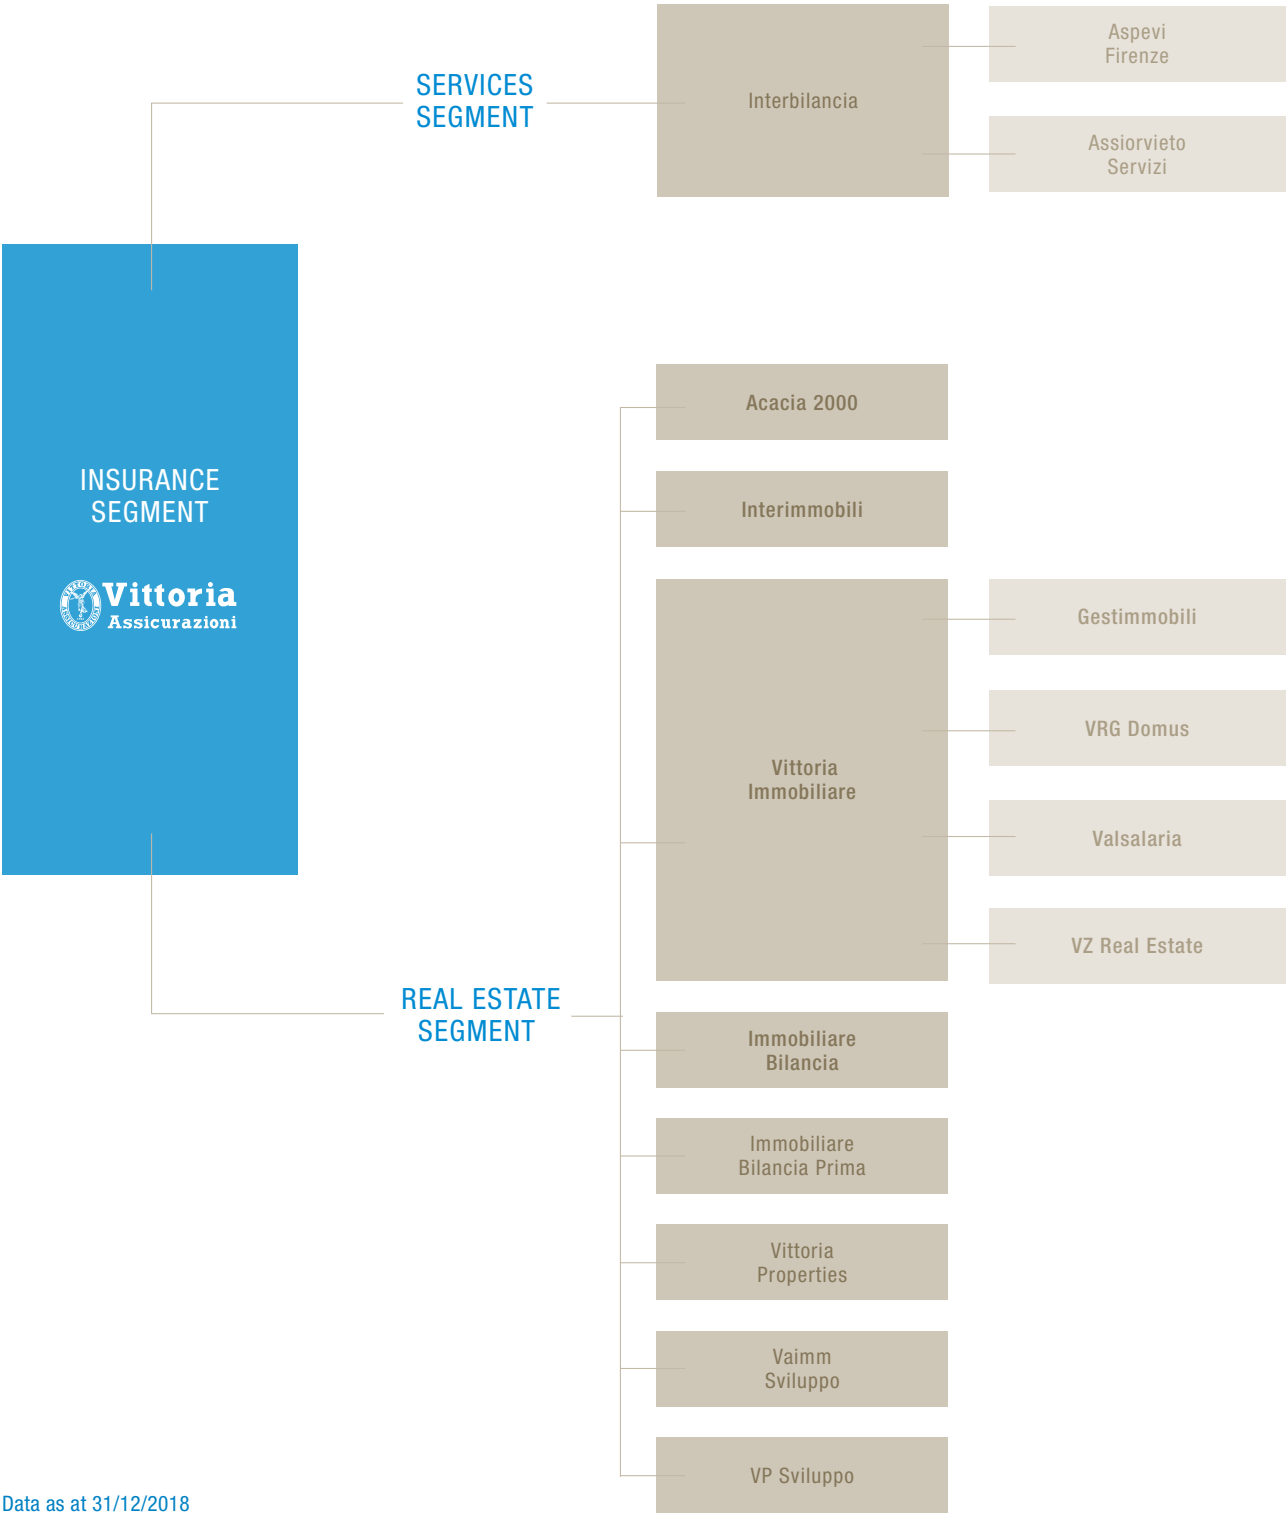 SERVICES
SEGMENT
Interbilancia
Aspevi
Firenze
Assiorvieto
Servizi
INSURANCE
SEGMENT
Vittoria
Assicurazioni
REAL ESTATE
SEGMENT
Acacia 2000
Interimmobili
Vittoria
Immobiliare
Gestimmobili
VRG Domus
Valsalaria
VZ Real Estate
Immobiliare
Bilancia
Immobiliare
Bilancia Prima
Vittoria
Properties
Vaimm
Sviluppo
VP Sviluppo
Data as at 31/12/2018